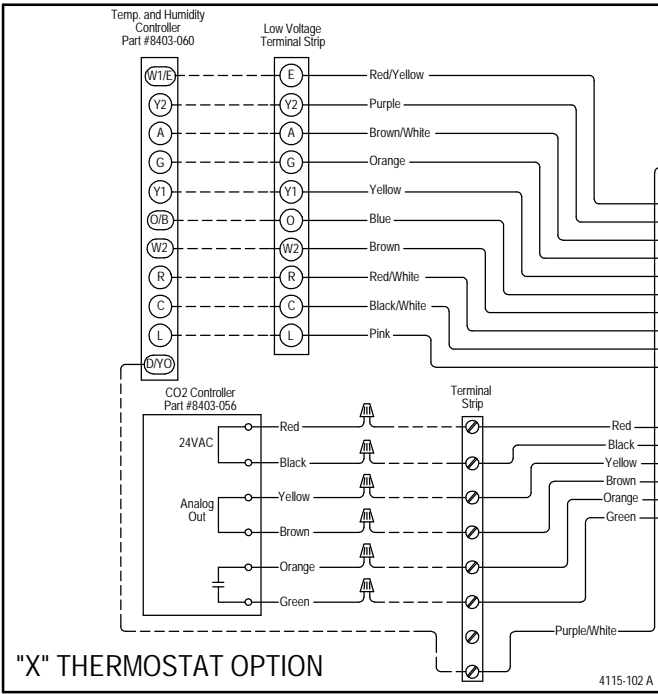 Temp. and Humidity
Controller
Part #8403-060
Low Voltage
Terminal Strip
W1/E
E
Red/Yellow
Y2
Y2
Purple
A
A
Brown/White
G
G
Orange
Y1
Y1
Yellow
O/B
O
Blue
W2
W2
Brown
R
R
Red/White
C
C
Black/White
L
L
Pink
D/YO
CO2 Controller
Part #8403-056
Terminal
Strip
24VAC
Red
Red
Black
Black
Analog
Out
Yellow
Yellow
Brown
Brown
Orange
Orange
Green
Green
Purple/White
"X" THERMOSTAT OPTION
4115-102 A